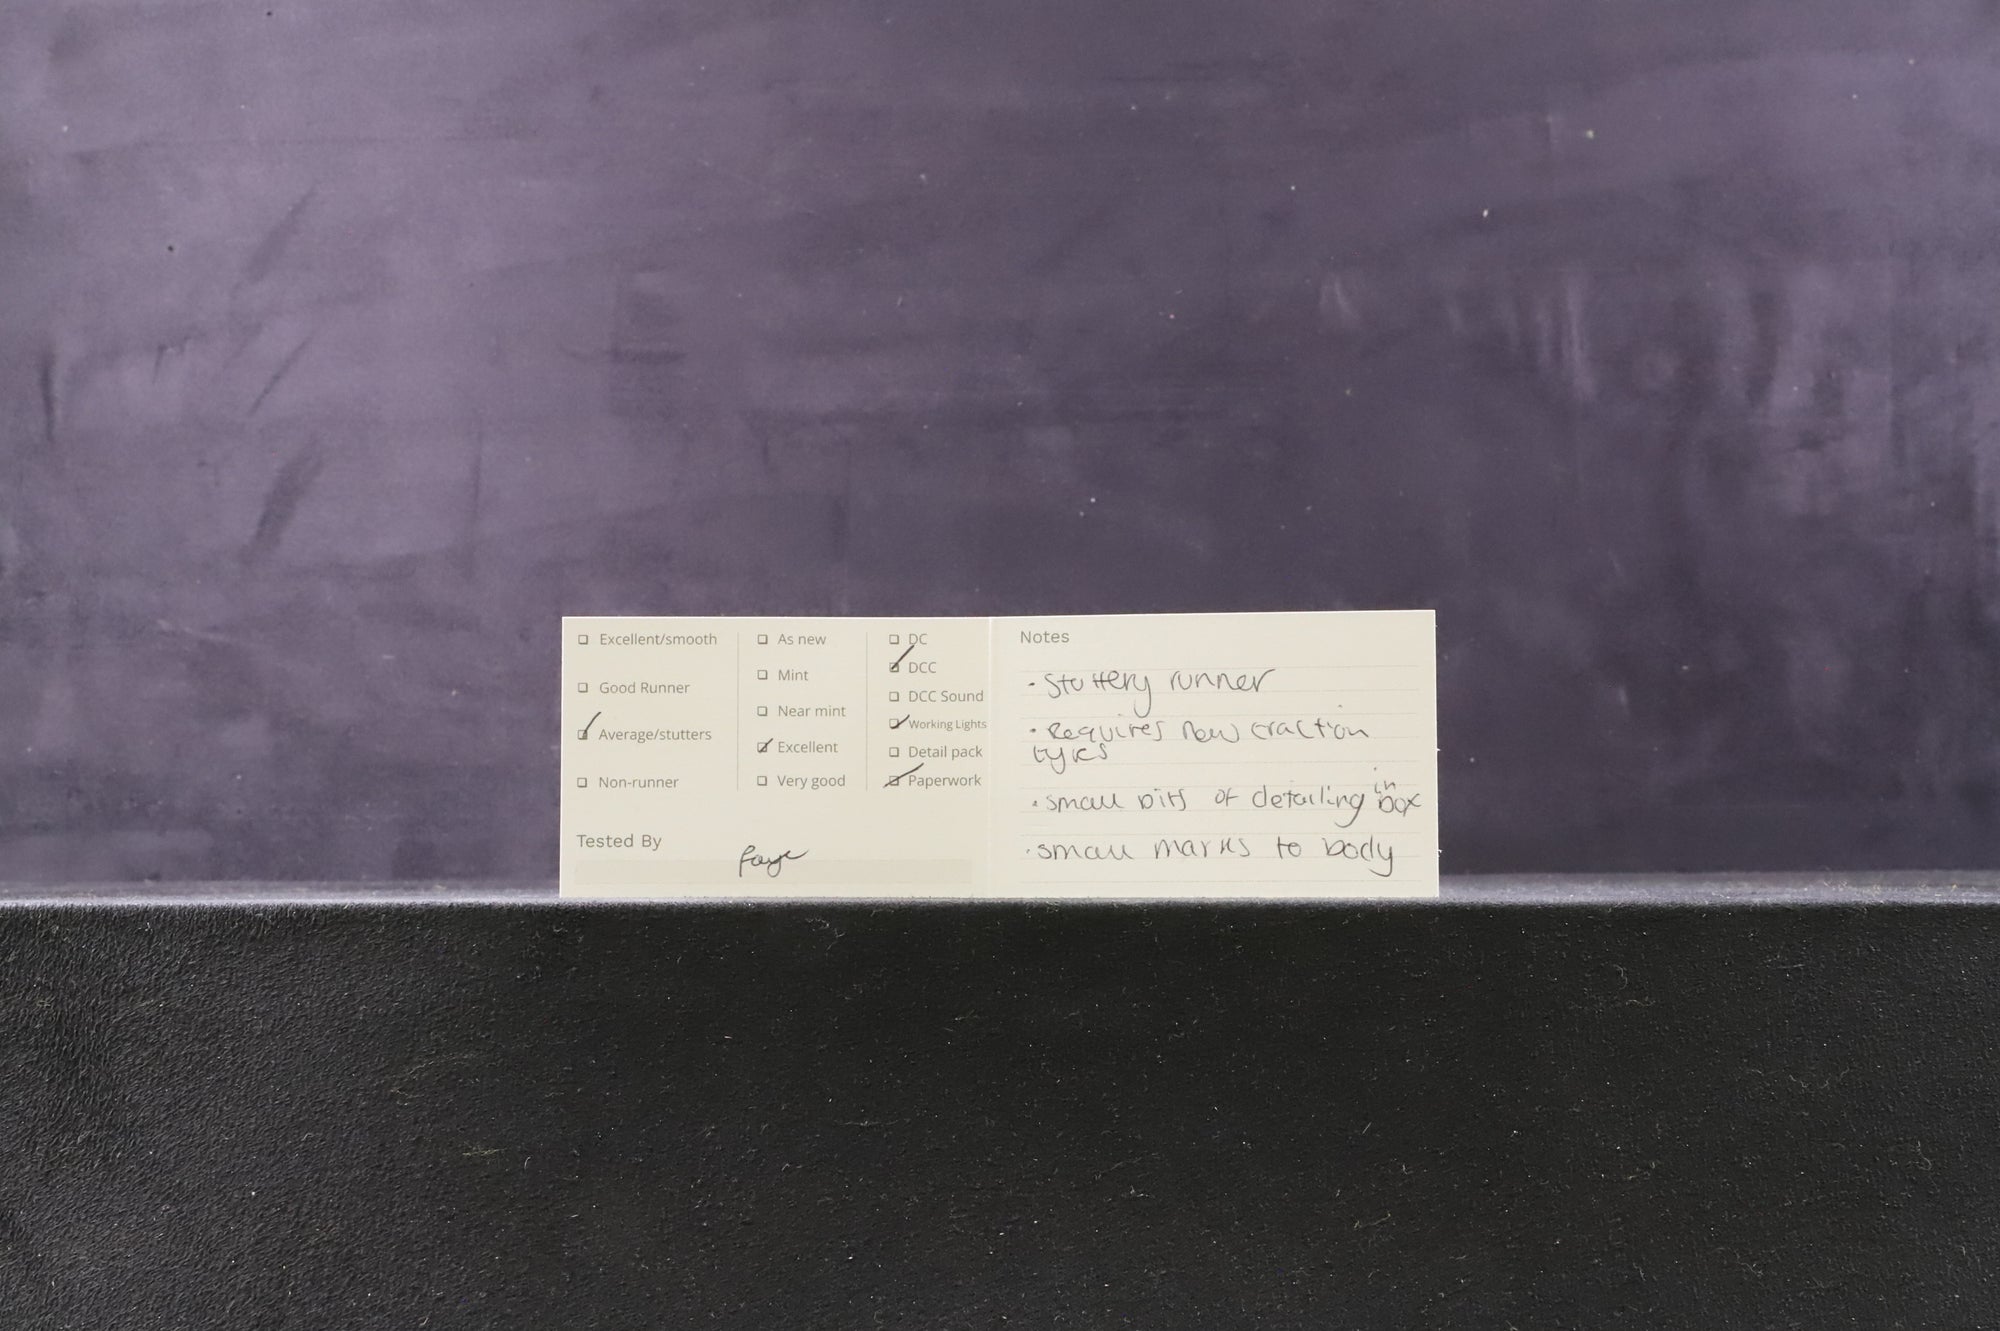 ☐ Excellent/smooth
☐ Good Runner
☑ Average/stutters
☐ Non-runner
☐ As new
☐ Mint
☐ Near mint
☑ Excellent
☐ Very good
☐ DC
☑ DCC
☐ DCC Sound
☑ Working Lights
☐ Detail pack
☑ Paperwork
Tested By
Faye
Notes
· Stuttery runner
· Requires new traction
tyres
· small bits of detailing in box
· small marks to body